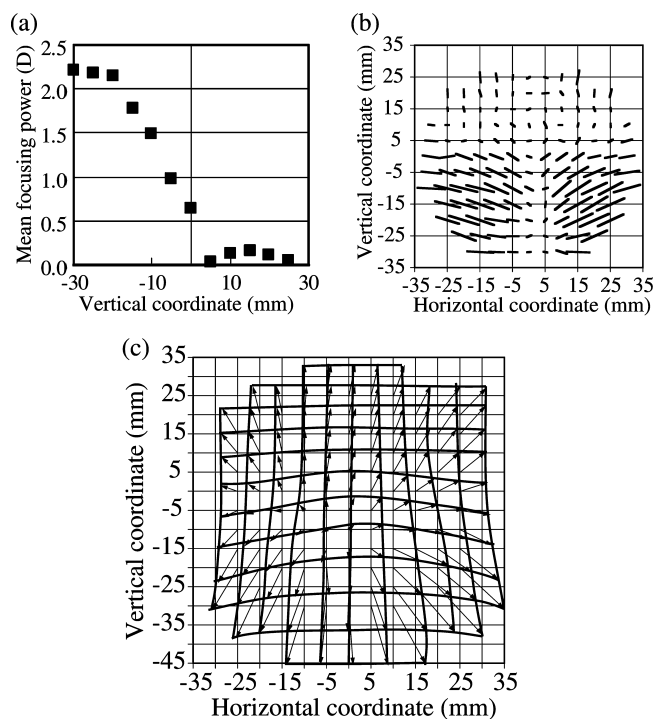 (a)
Mean focusing power (D)
2.5
2.0
1.5
1.0
0.5
0.0
-30 -10 10 30
Vertical coordinate (mm)
(b)
Vertical coordinate (mm)
35
25
15
5
-5
-15
-25
-35
-35 -25 -15 -5 5 15 25 35
Horizontal coordinate (mm)
(c)
Vertical coordinate (mm)
35
25
15
5
-5
-15
-25
-35
-45
-35 -25 -15 -5 5 15 25 35
Horizontal coordinate (mm)